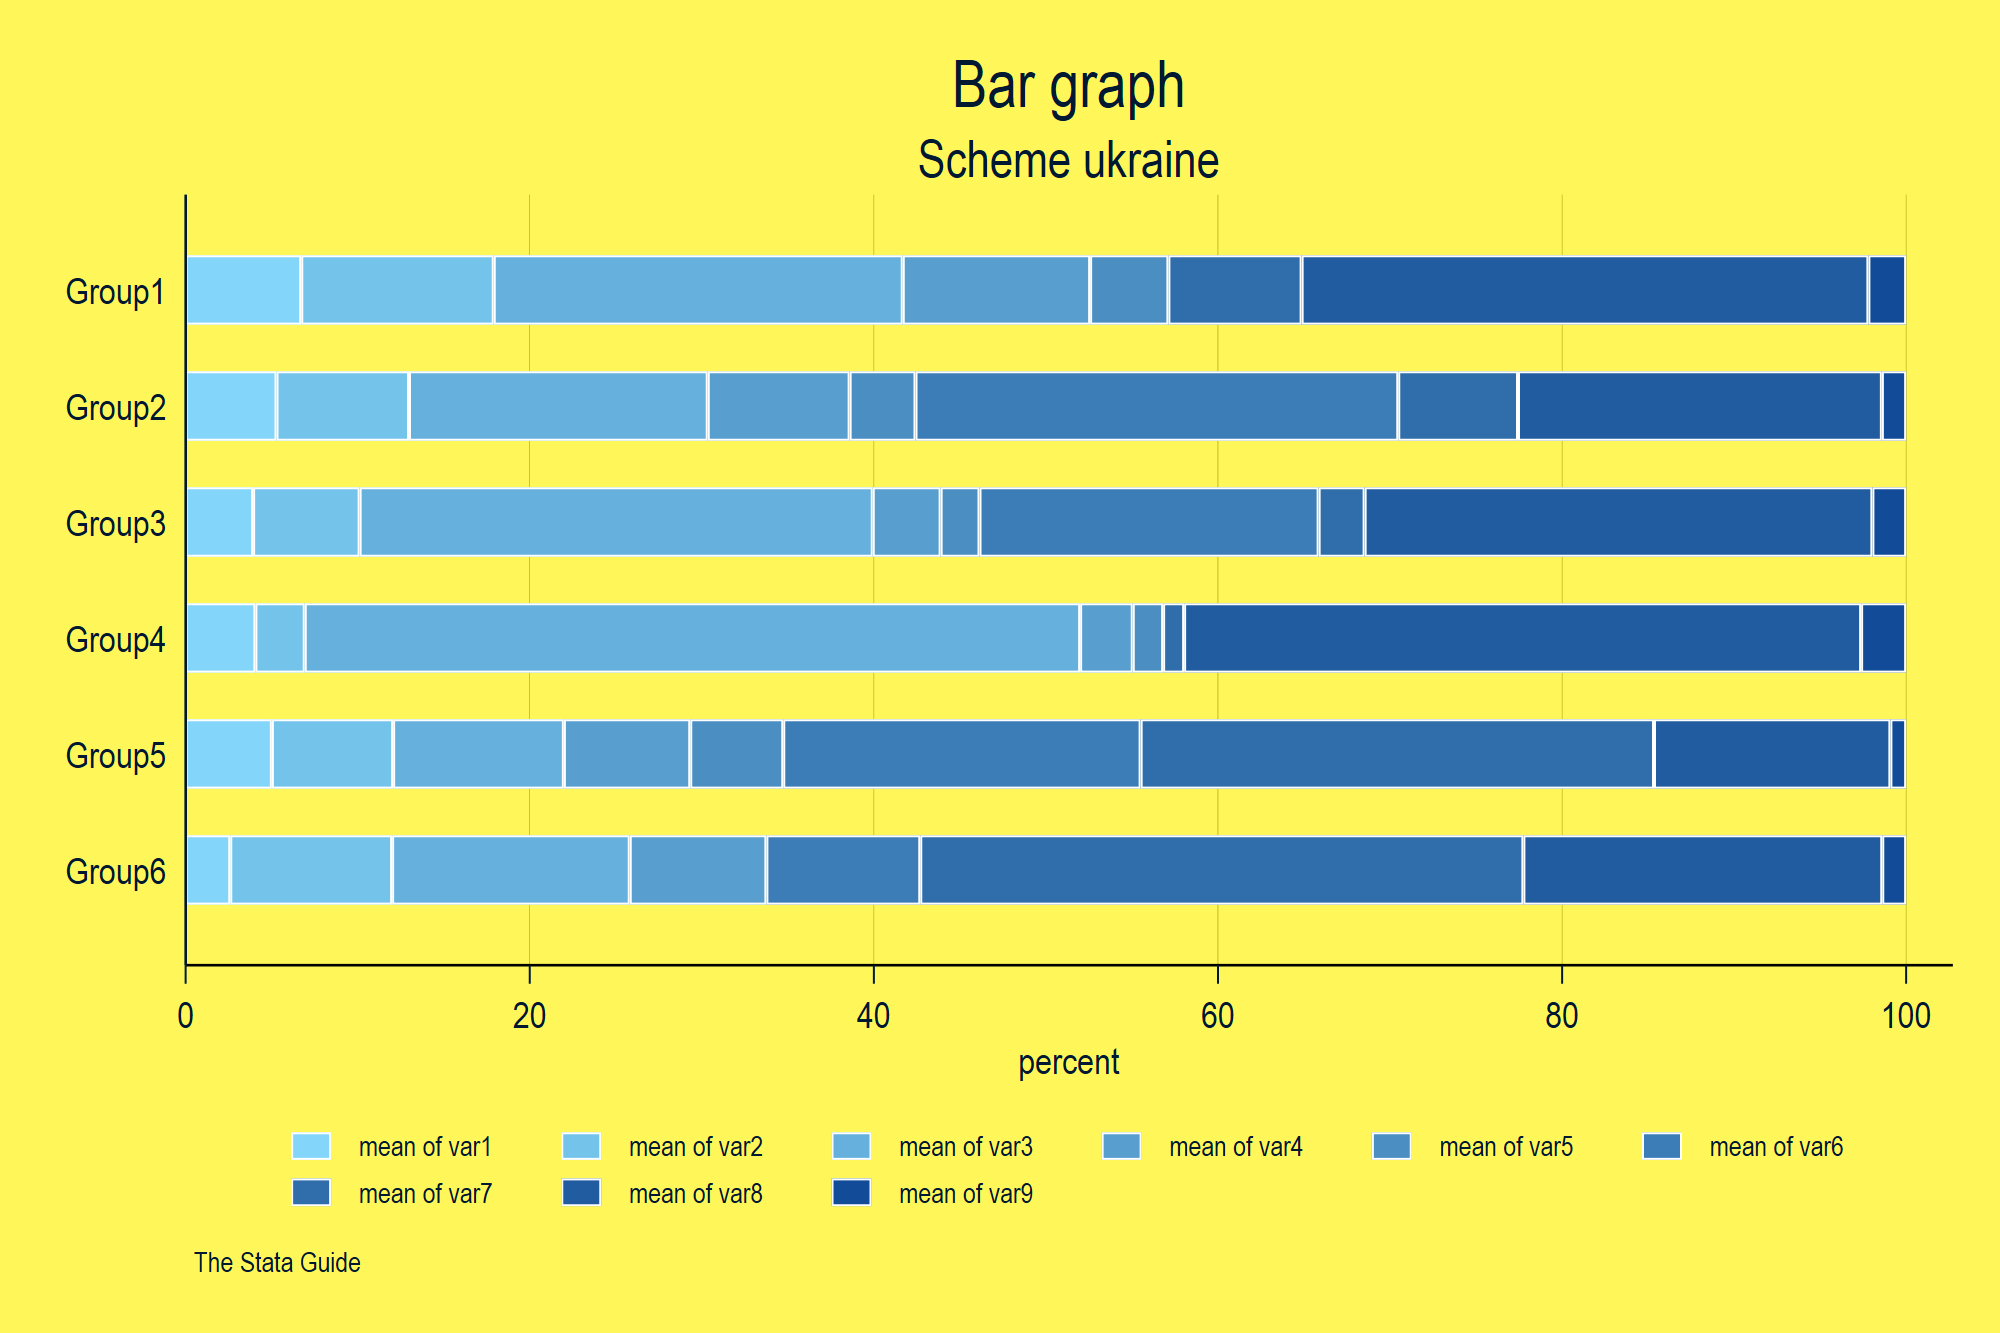 Bar graph
Scheme ukraine
Group1
Group2
Group3
Group4
Group5
Group6
0 20 40 60 80 100
percent
mean of var1 mean of var2 mean of var3 mean of var4 mean of var5 mean of var6
mean of var7 mean of var8 mean of var9
The Stata Guide